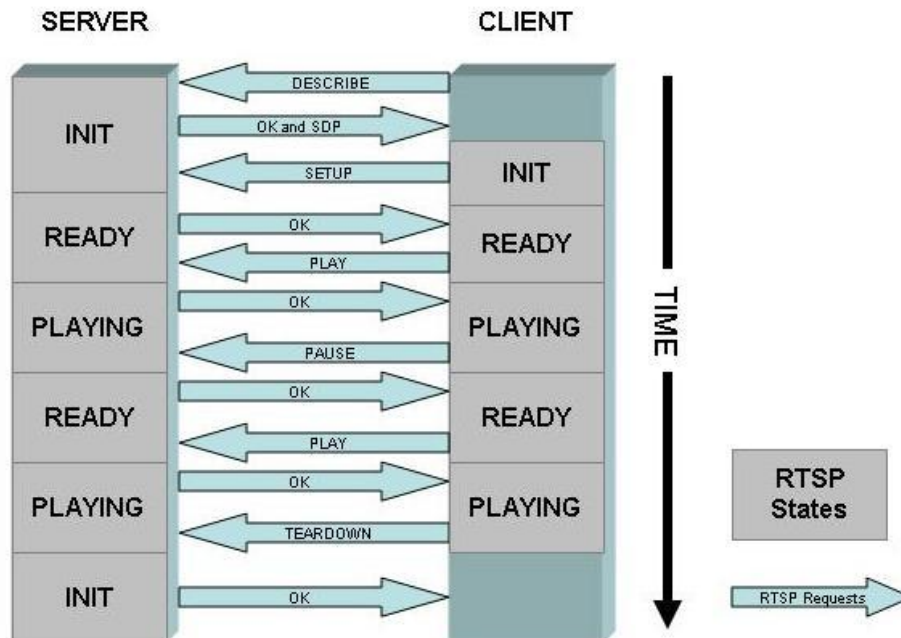 SERVER
CLIENT
DESCRIBE
INIT
OK and SDP
SETUP
INIT
READY
OK
READY
PLAY
OK
PLAYING
PLAYING
PAUSE
TIME
READY
OK
READY
PLAY
OK
PLAYING
PLAYING
RTSP
States
TEARDOWN
INIT
OK
RTSP Requests